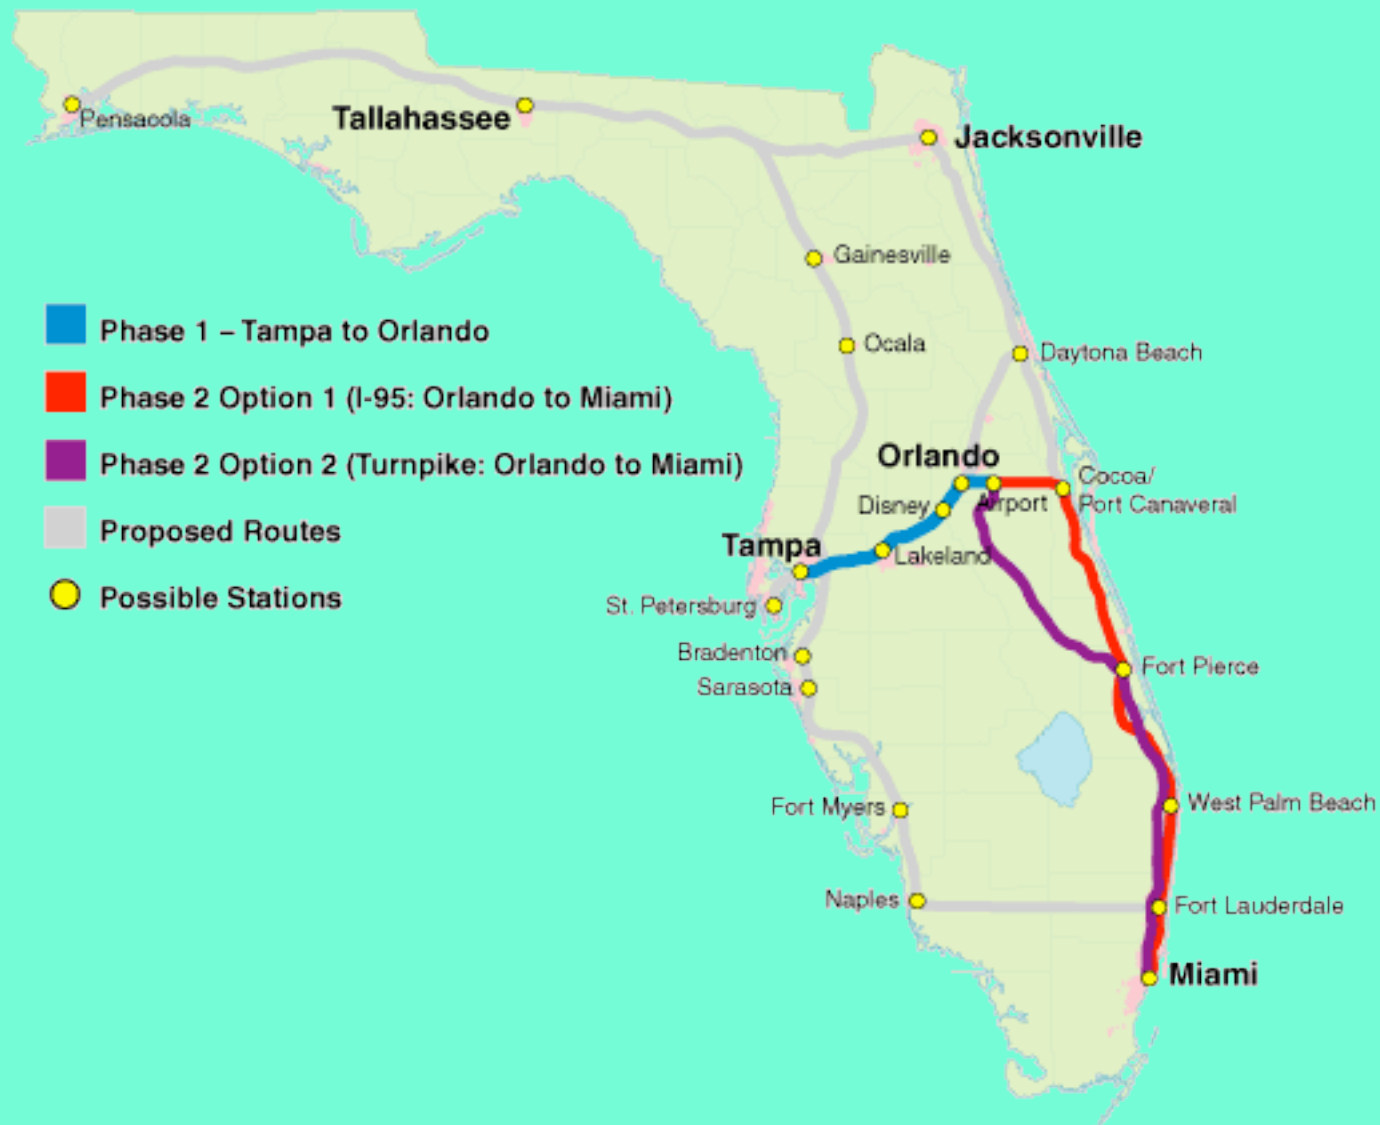 Pensacola
Tallahassee
Jacksonville
Gainesville
Phase 1 – Tampa to Orlando
Ocala
Daytona Beach
Phase 2 Option 1 (I-95: Orlando to Miami)
Phase 2 Option 2 (Turnpike: Orlando to Miami)
Orlando
Cocoa/
Port Canaveral
Disney
Airport
Proposed Routes
Tampa
Lakeland
Possible Stations
St. Petersburg
Bradenton
Fort Pierce
Sarasota
Fort Myers
West Palm Beach
Naples
Fort Lauderdale
Miami